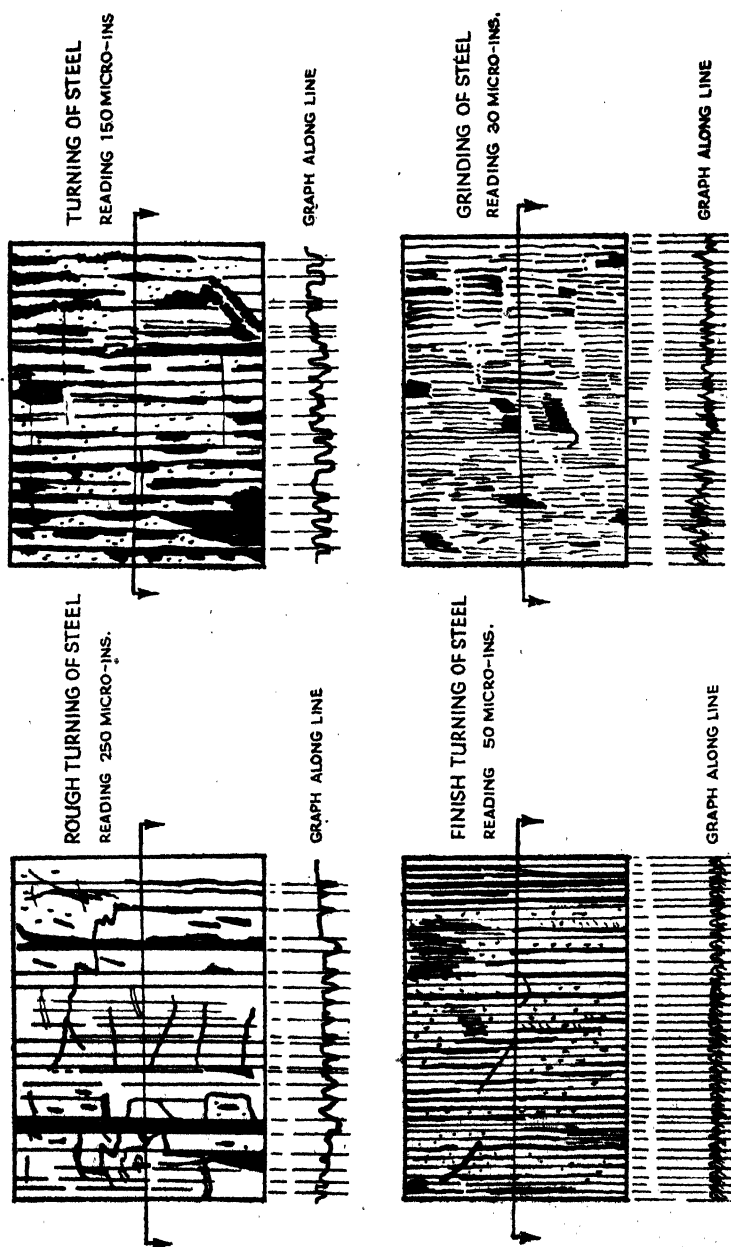 ROUGH TURNING OF STEEL
READING 250 MICRO-INS.
GRAPH ALONG LINE
TURNING OF STEEL
READING 150 MICRO-INS
GRAPH ALONG LINE
FINISH TURNING OF STEEL
READING 50 MICRO-INS.
GRAPH ALONG LINE
GRINDING OF STEEL
READING 30 MICRO-INS.
GRAPH ALONG LINE